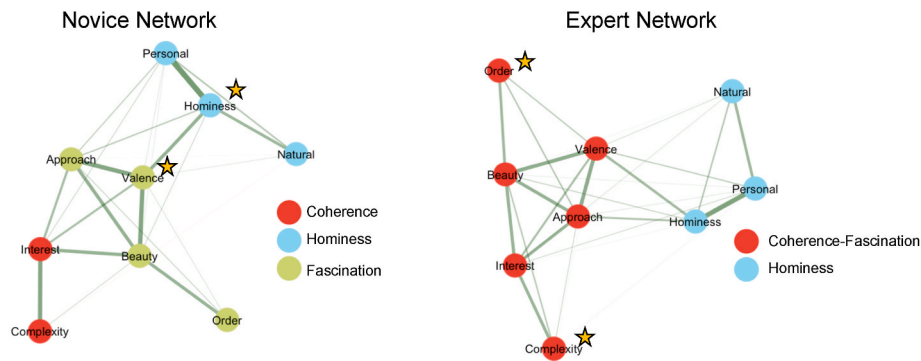 Novice Network
Personal
Hominess
Natural
Approach
Valence
Interest
Beauty
Order
Complexity
Coherence
Hominess
Fascination
Expert Network
Order
Natural
Valence
Beauty
Personal
Approach
Hominess
Interest
Complexity
Coherence-Fascination
Hominess